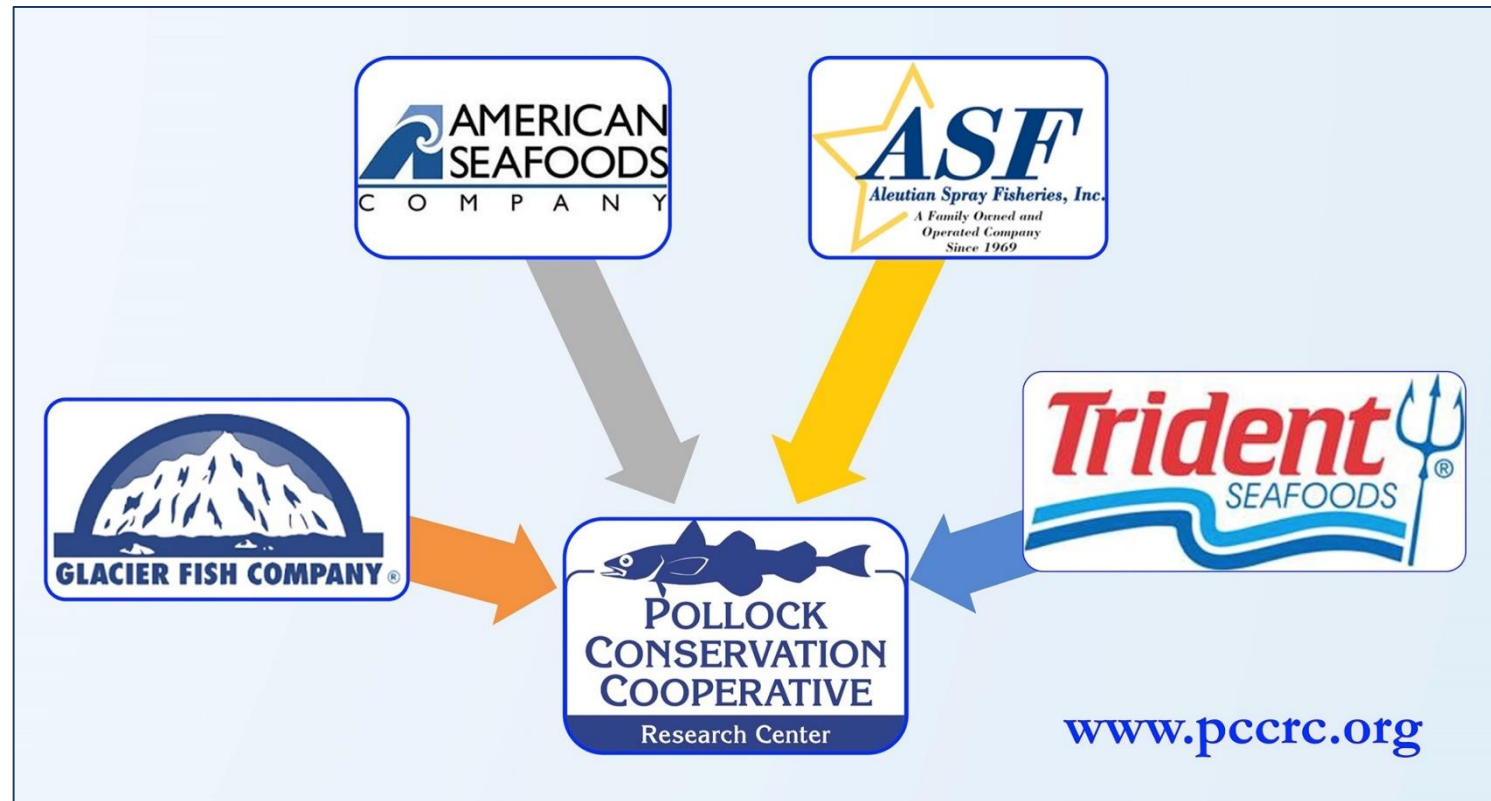 AMERICAN
SEAFOODS
COMPANY
ASF
Aleutian Spray Fisheries, Inc.
A Family Owned and
Operated Company
Since 1969
GLACIER FISH COMPANY®
Trident
SEAFOODS
®
POLLOCK
CONSERVATION
COOPERATIVE
Research Center
www.pccrc.org